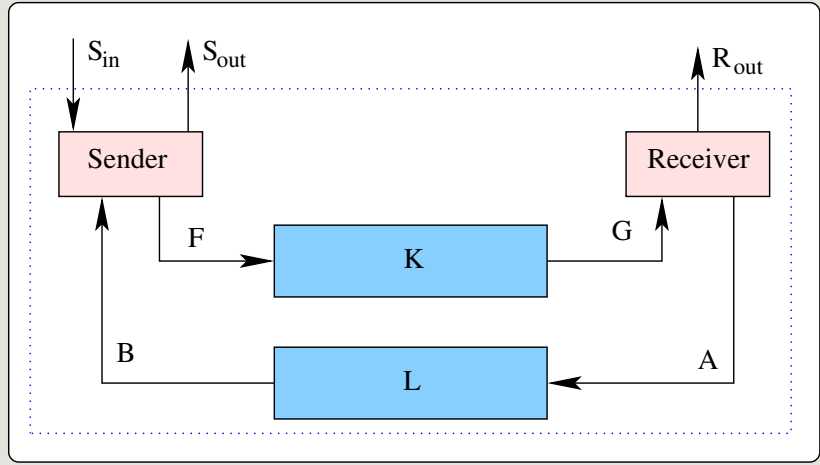 S_in
S_out
R_out
Sender
Receiver
F
K
G
B
L
A